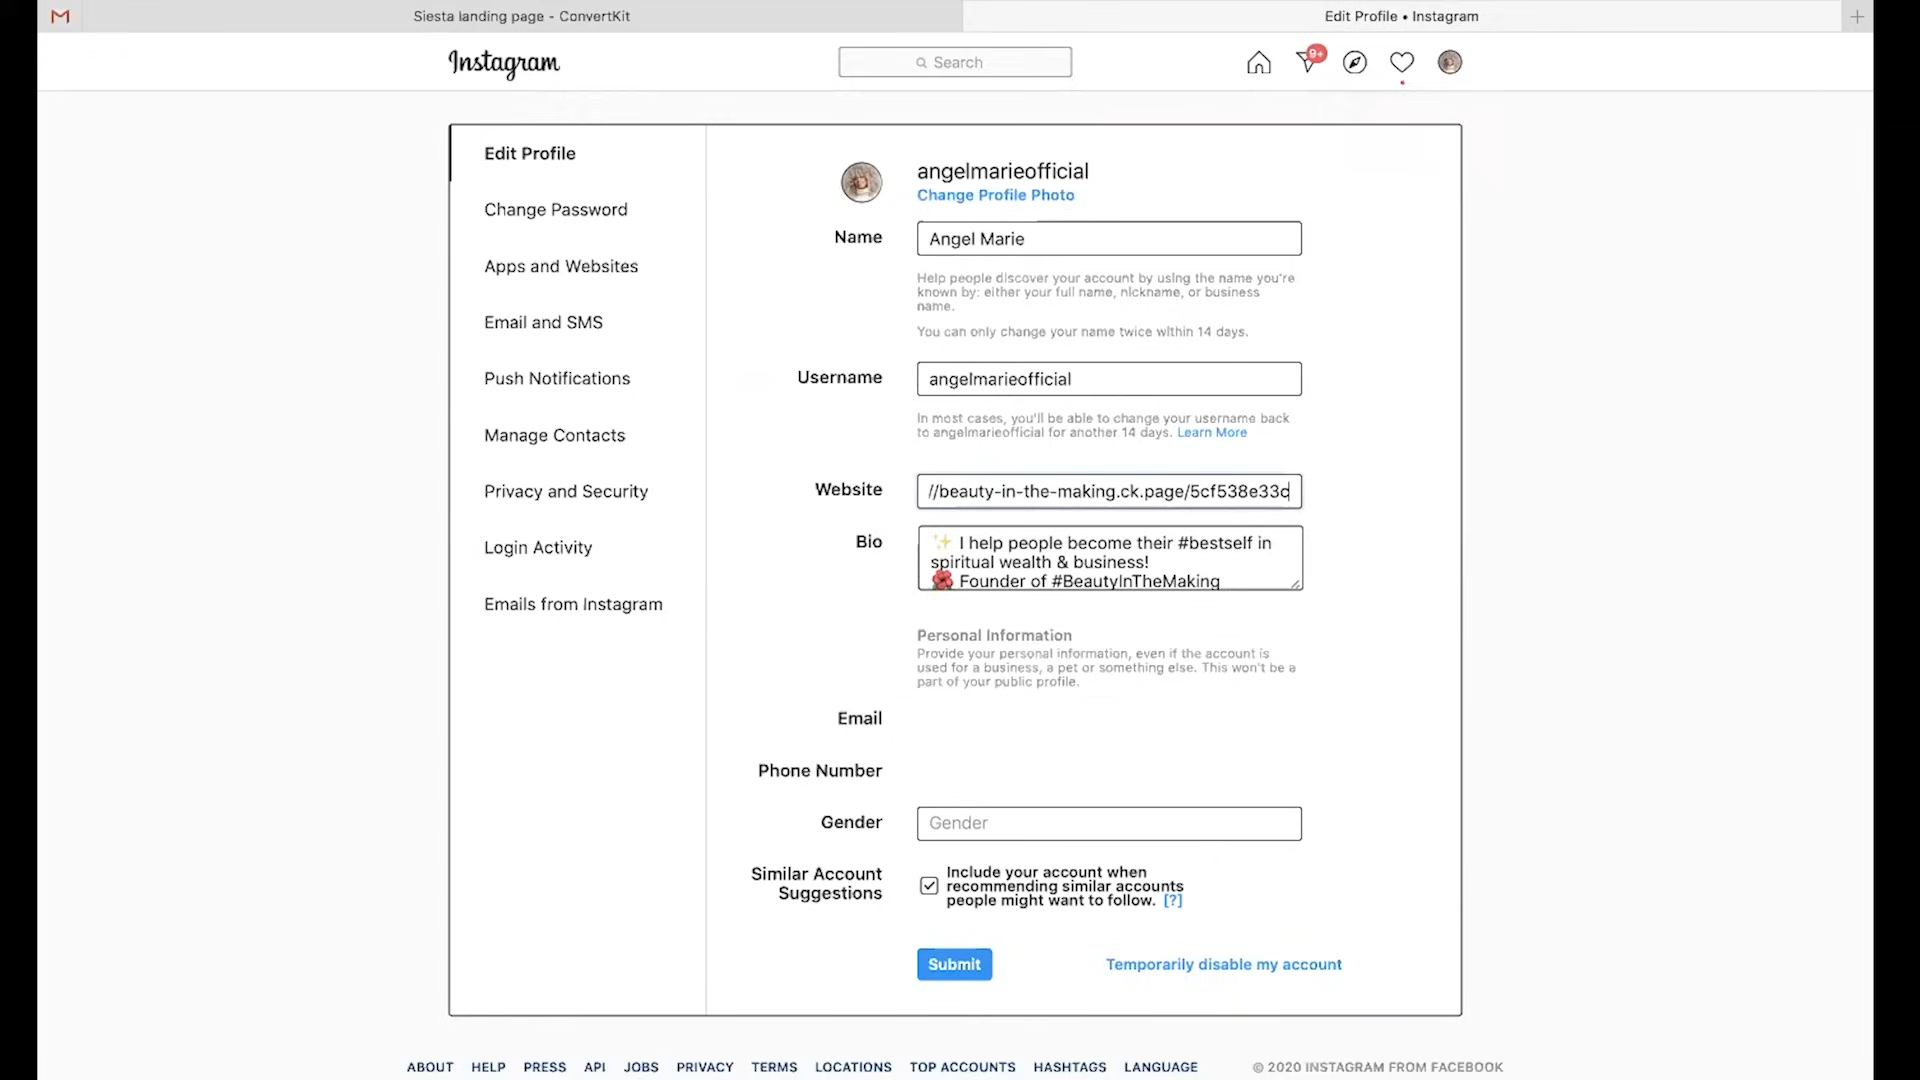 Siesta landing page - ConvertKit
Edit Profile • Instagram
Instagram
Search
9+
Edit Profile
Change Password
Apps and Websites
Email and SMS
Push Notifications
Manage Contacts
Privacy and Security
Login Activity
Emails from Instagram
angelmarieofficial
Change Profile Photo
Name
Angel Marie
Help people discover your account by using the name you're
known by: either your full name, nickname, or business
name.
You can only change your name twice within 14 days.
Username
angelmarieofficial
In most cases, you'll be able to change your username back
to angelmarieofficial for another 14 days. Learn More
Website
//beauty-in-the-making.ck.page/5cf538e33c
Bio
✨ I help people become their #bestself in
spiritual wealth & business!
🌺 Founder of #BeautyInTheMaking
Personal Information
Provide your personal information, even if the account is
used for a business, a pet or something else. This won't be a
part of your public profile.
Email
Phone Number
Gender
Gender
Similar Account
Suggestions
Include your account when
recommending similar accounts
people might want to follow. [?]
Submit
Temporarily disable my account
ABOUT HELP PRESS API JOBS PRIVACY TERMS LOCATIONS TOP ACCOUNTS HASHTAGS LANGUAGE © 2020 INSTAGRAM FROM FACEBOOK